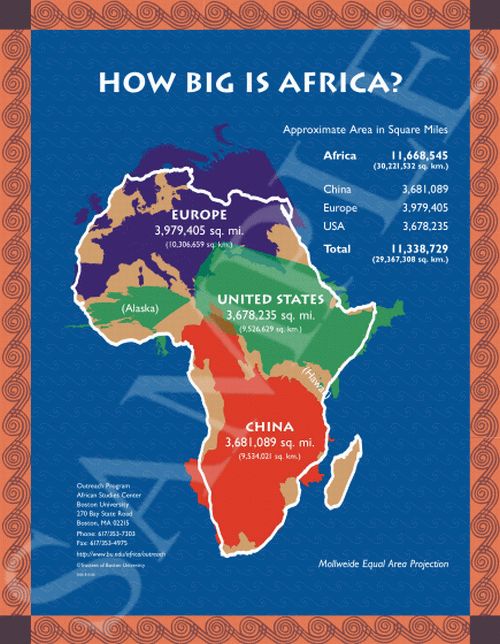 HOW BIG IS AFRICA?
Approximate Area in Square Miles
Africa 11,668,545
(30,221,532 sq. km.)
China 3,681,089
Europe 3,979,405
USA 3,678,235
Total 11,338,729
(29,367,308 sq. km.)
EUROPE
3,979,405 sq. mi.
(10,306,659 sq. km.)
(Alaska)
UNITED STATES
3,678,235 sq. mi.
(9,526,629 sq. km.)
(Hawaii)
CHINA
3,681,089 sq. mi.
(9,534,021 sq. km.)
Outreach Program
African Studies Center
Boston University
270 Bay State Road
Boston, MA 02215
Phone: 617/353-7303
Fax: 617/353-4975
http://www.bu.edu/africa/outreach
©Trustees of Boston University
Mollweide Equal Area Projection
SAMPLE